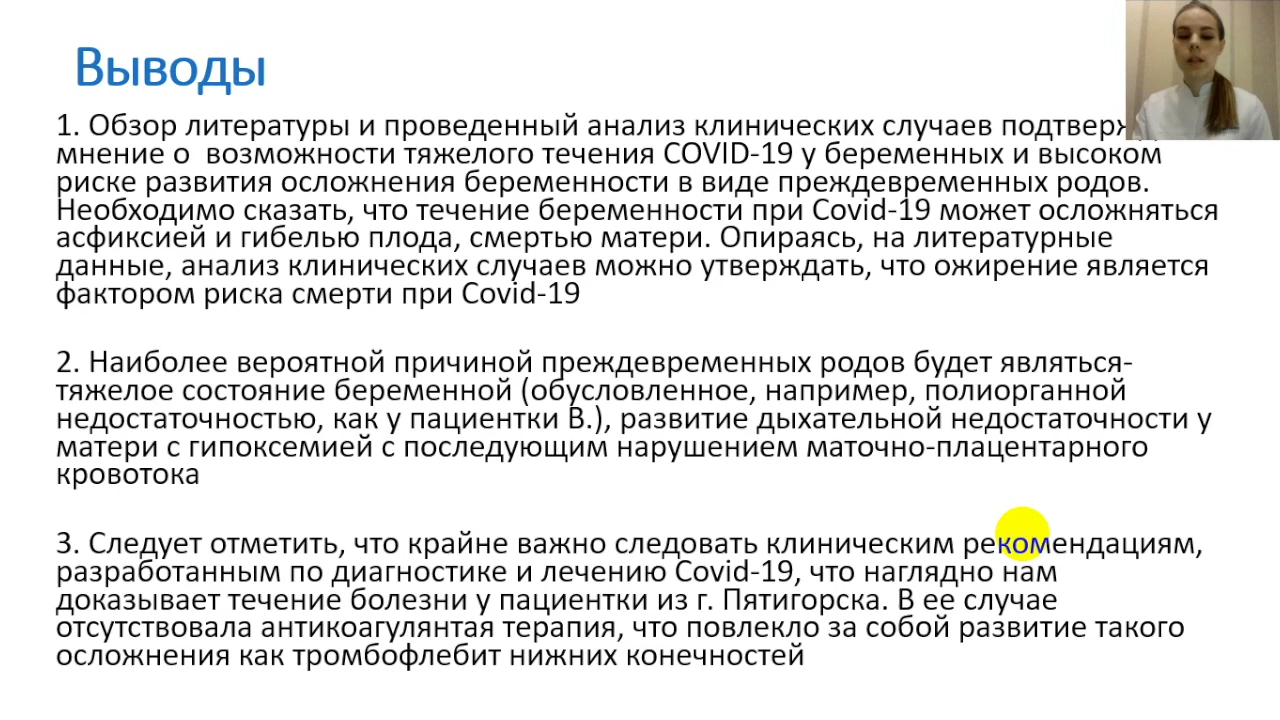 Выводы
1. Обзор литературы и проведенный анализ клинических случаев
мнение о  возможности тяжелого течения COVID-19 у беременных и высоком
риске развития осложнения беременности в виде преждевременных родов.
Необходимо сказать, что течение беременности при Covid-19 может осложняться
асфиксией и гибелью плода, смертью матери. Опираясь, на литературные
данные, анализ клинических случаев можно утверждать, что ожирение является
фактором риска смерти при Covid-19
2. Наиболее вероятной причиной преждевременных родов будет являться-
тяжелое состояние беременной (обусловленное, например, полиорганной
недостаточностью, как у пациентки В.), развитие дыхательной недостаточности у
матери с гипоксемией с последующим нарушением маточно-плацентарного
кровотока
3. Следует отметить, что крайне важно следовать клиническим рекомендациям,
разработанным по диагностике и лечению Covid-19, что наглядно нам
доказывает течение болезни у пациентки из г. Пятигорска. В ее случае
отсутствовала антикоагулянтая терапия, что повлекло за собой развитие такого
осложнения как тромбофлебит нижних конечностей